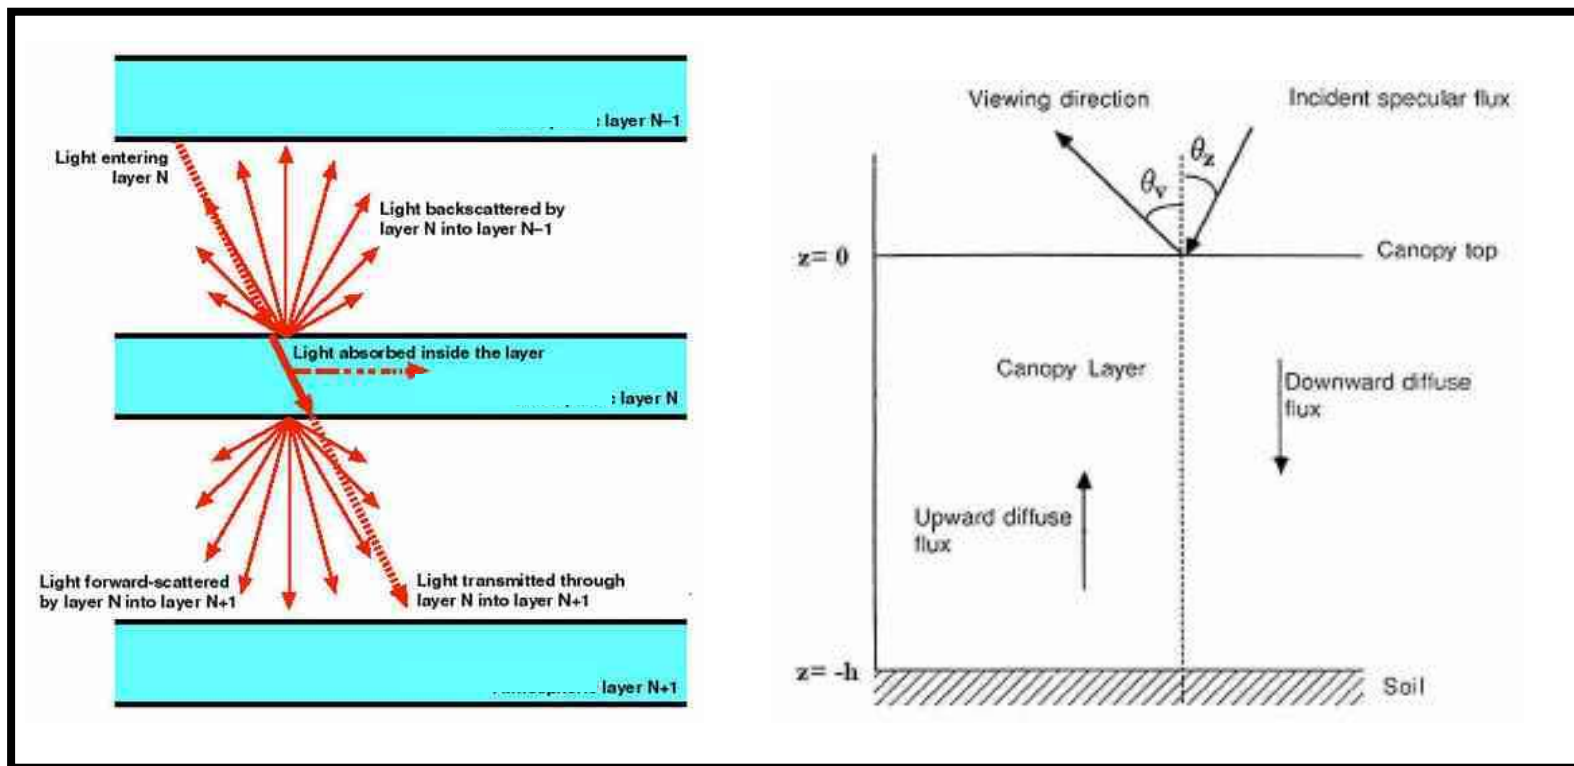 layer N–1
Light entering
layer N
Light backscattered by
layer N into layer N–1
Light absorbed inside the layer
layer N
Light forward-scattered
by layer N into layer N+1
Light transmitted through
layer N into layer N+1
layer N+1
Viewing direction
Incident specular flux
θv
θz
z= 0
Canopy top
Canopy Layer
Downward diffuse
flux
Upward diffuse
flux
z= -h
Soil